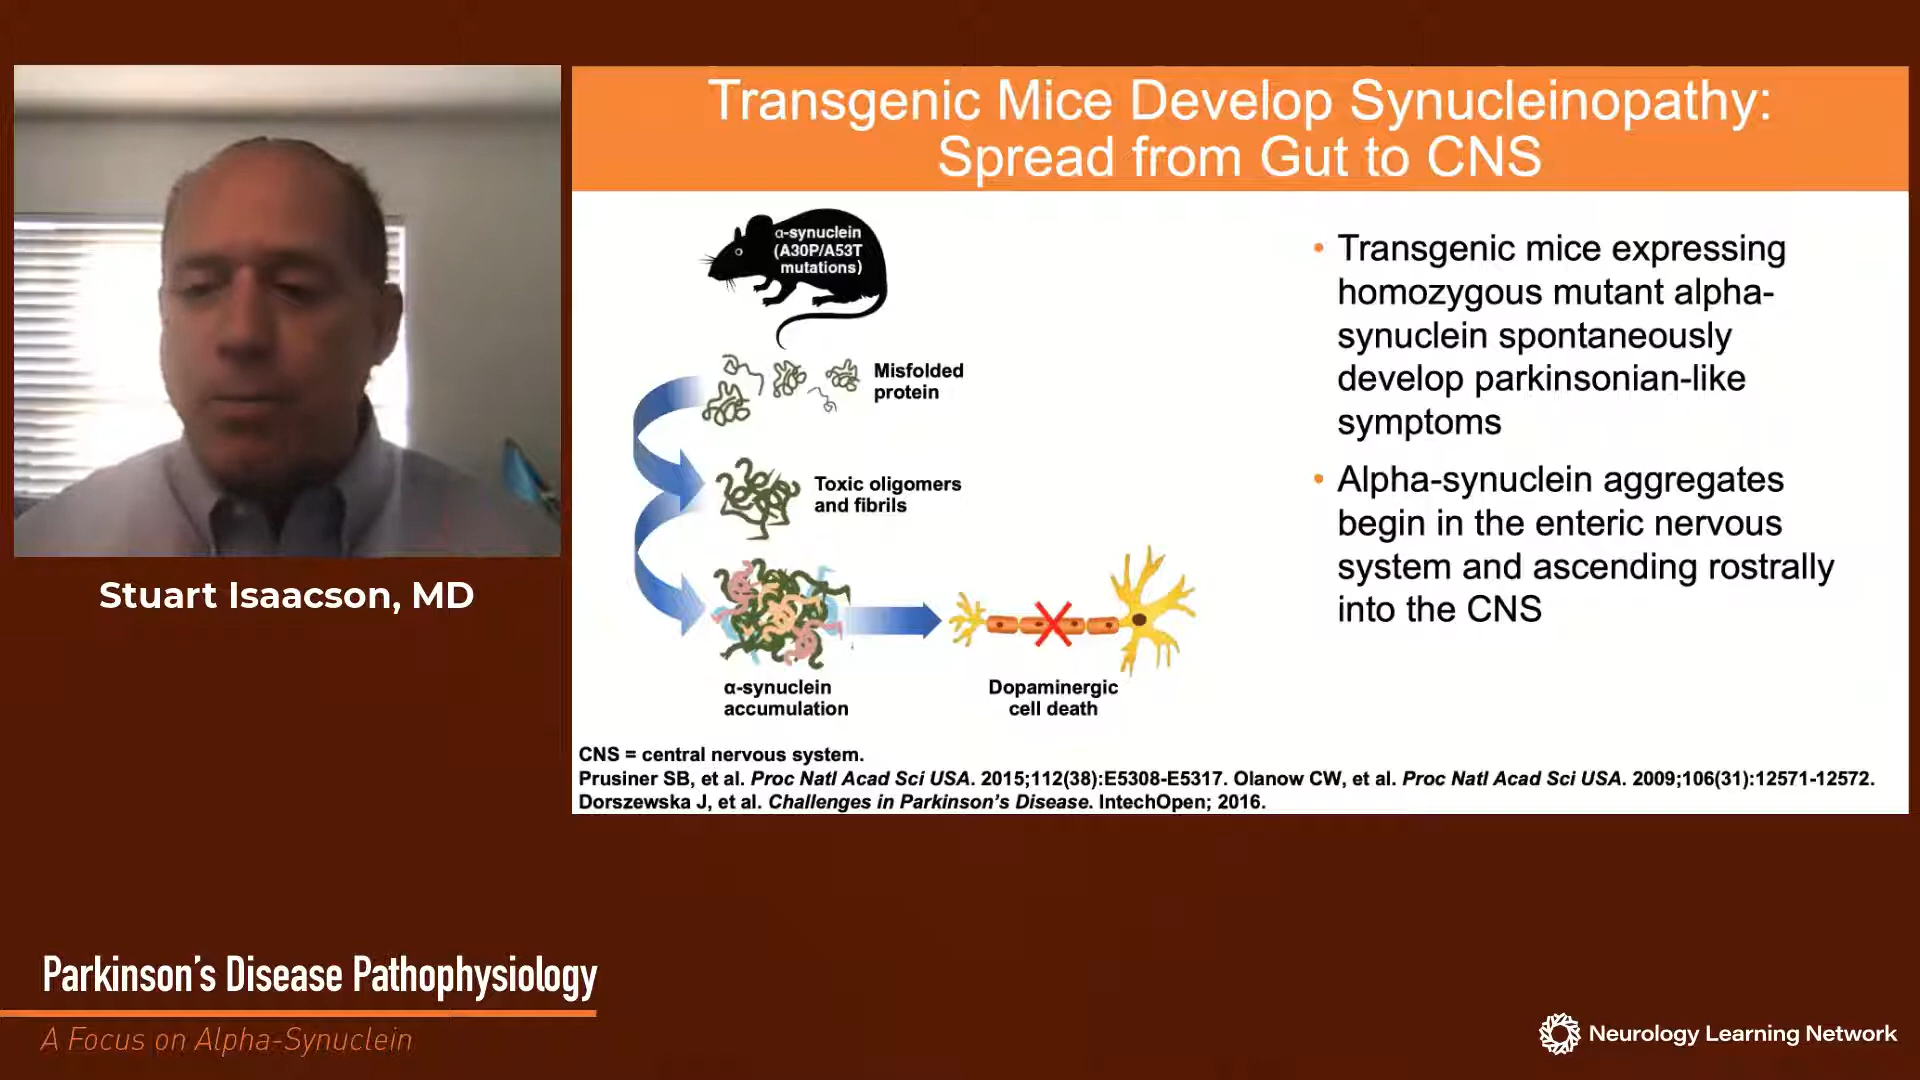 Transgenic Mice Develop Synucleinopathy:
Spread from Gut to CNS
α-synuclein
(A30P/A53T
mutations)
Misfolded
protein
Toxic oligomers
and fibrils
α-synuclein
accumulation
Dopaminergic
cell death
• Transgenic mice expressing
homozygous mutant alpha-
synuclein spontaneously
develop parkinsonian-like
symptoms
• Alpha-synuclein aggregates
begin in the enteric nervous
system and ascending rostrally
into the CNS
CNS = central nervous system.
Prusiner SB, et al. Proc Natl Acad Sci USA. 2015;112(38):E5308-E5317. Olanow CW, et al. Proc Natl Acad Sci USA. 2009;106(31):12571-12572.
Dorszewska J, et al. Challenges in Parkinson’s Disease. IntechOpen; 2016.
Stuart Isaacson, MD
Parkinson’s Disease Pathophysiology
A Focus on Alpha-Synuclein
Neurology Learning Network